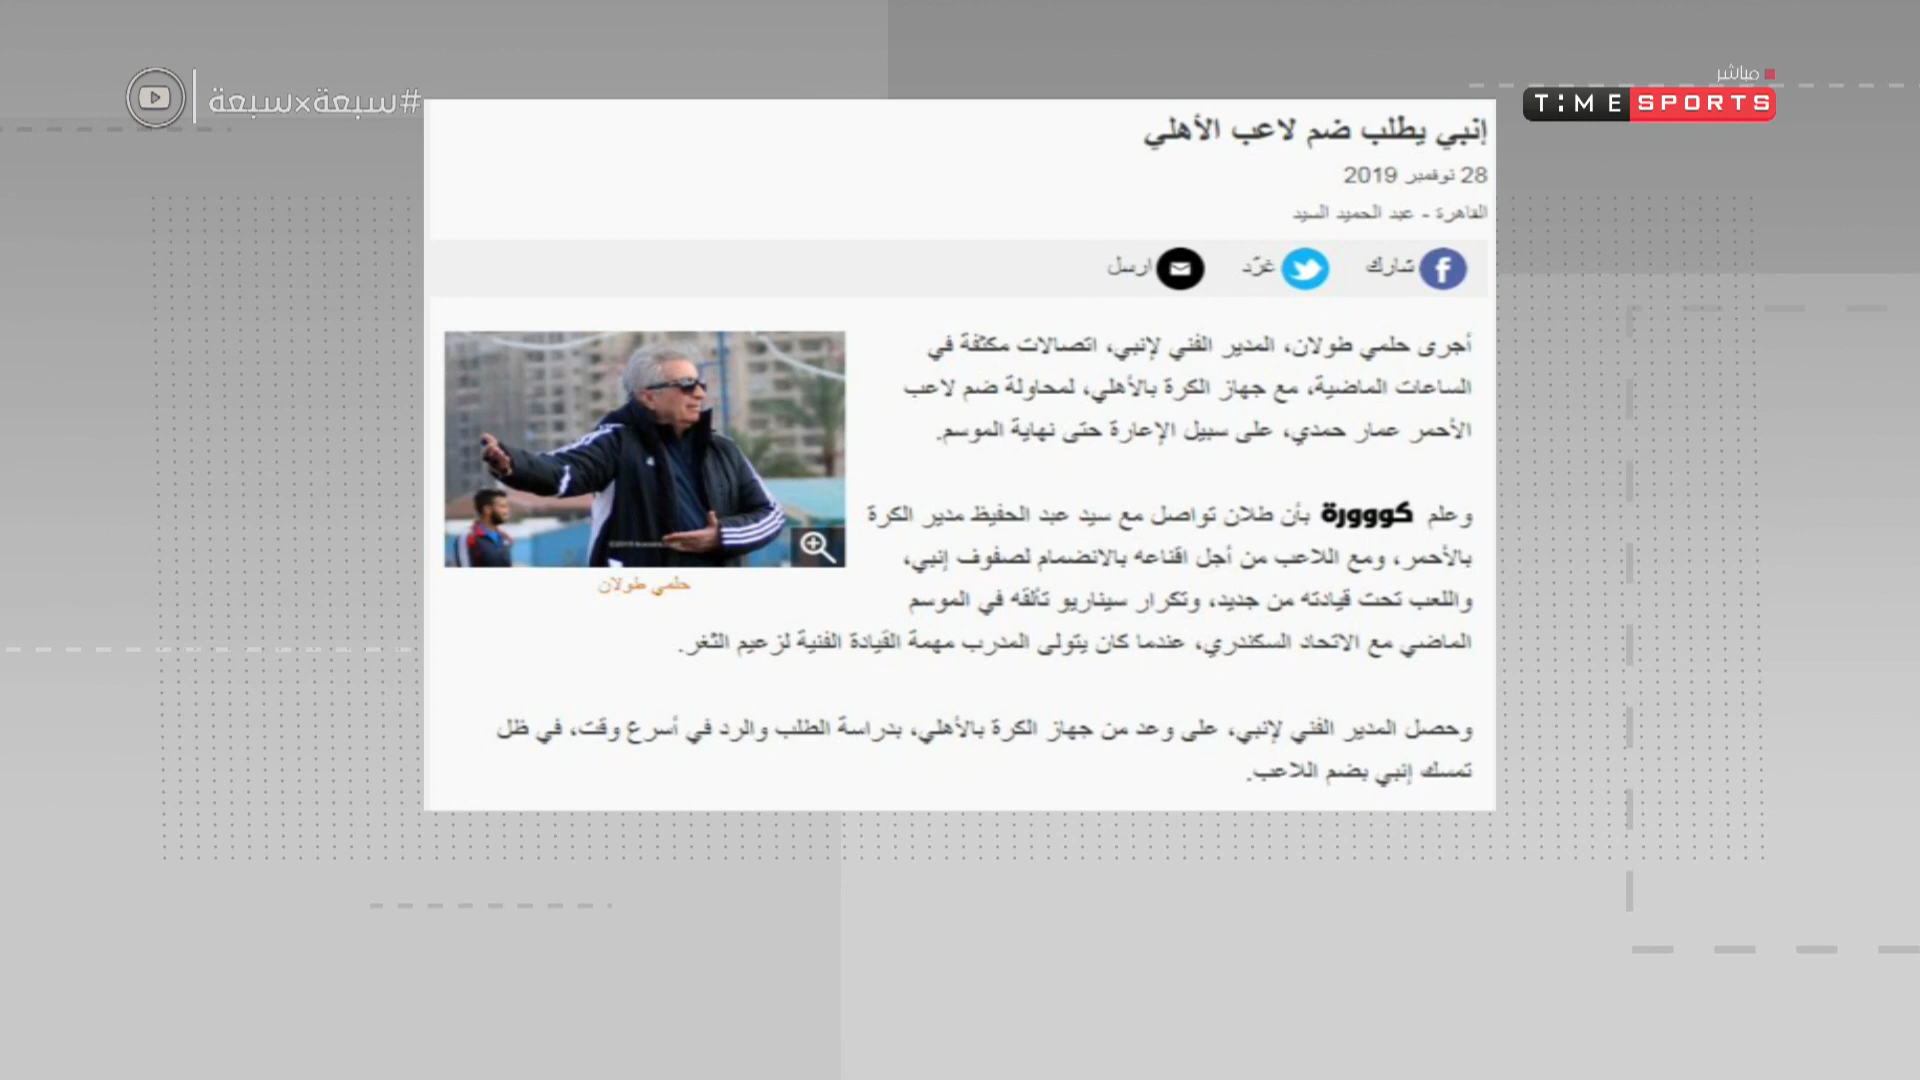 #سبعة×سبعة
مباشر
TIME SPORTS
إنبي يطلب ضم لاعب الأهلي
28 نوفمبر 2019
القاهرة - عبد الحميد السيد
شارك
غرّد
ارسل
أجرى حلمي طولان، المدير الفني لإنبي، اتصالات مكثفة في
الساعات الماضية، مع جهاز الكرة بالأهلي، لمحاولة ضم لاعب
الأحمر عمار حمدي، على سبيل الإعارة حتى نهاية الموسم.
وعلم كووورة بأن طلان تواصل مع سيد عبد الحفيظ مدير الكرة
بالأحمر، ومع اللاعب من أجل اقناعه بالانضمام لصفوف إنبي،
واللعب تحت قيادته من جديد، وتكرار سيناريو تألقه في الموسم
الماضي مع الاتحاد السكندري، عندما كان يتولى المدرب مهمة القيادة الفنية لزعيم الثغر.
حلمي طولان
وحصل المدير الفني لإنبي، على وعد من جهاز الكرة بالأهلي، بدراسة الطلب والرد في أسرع وقت، في ظل
تمسك إنبي بضم اللاعب.